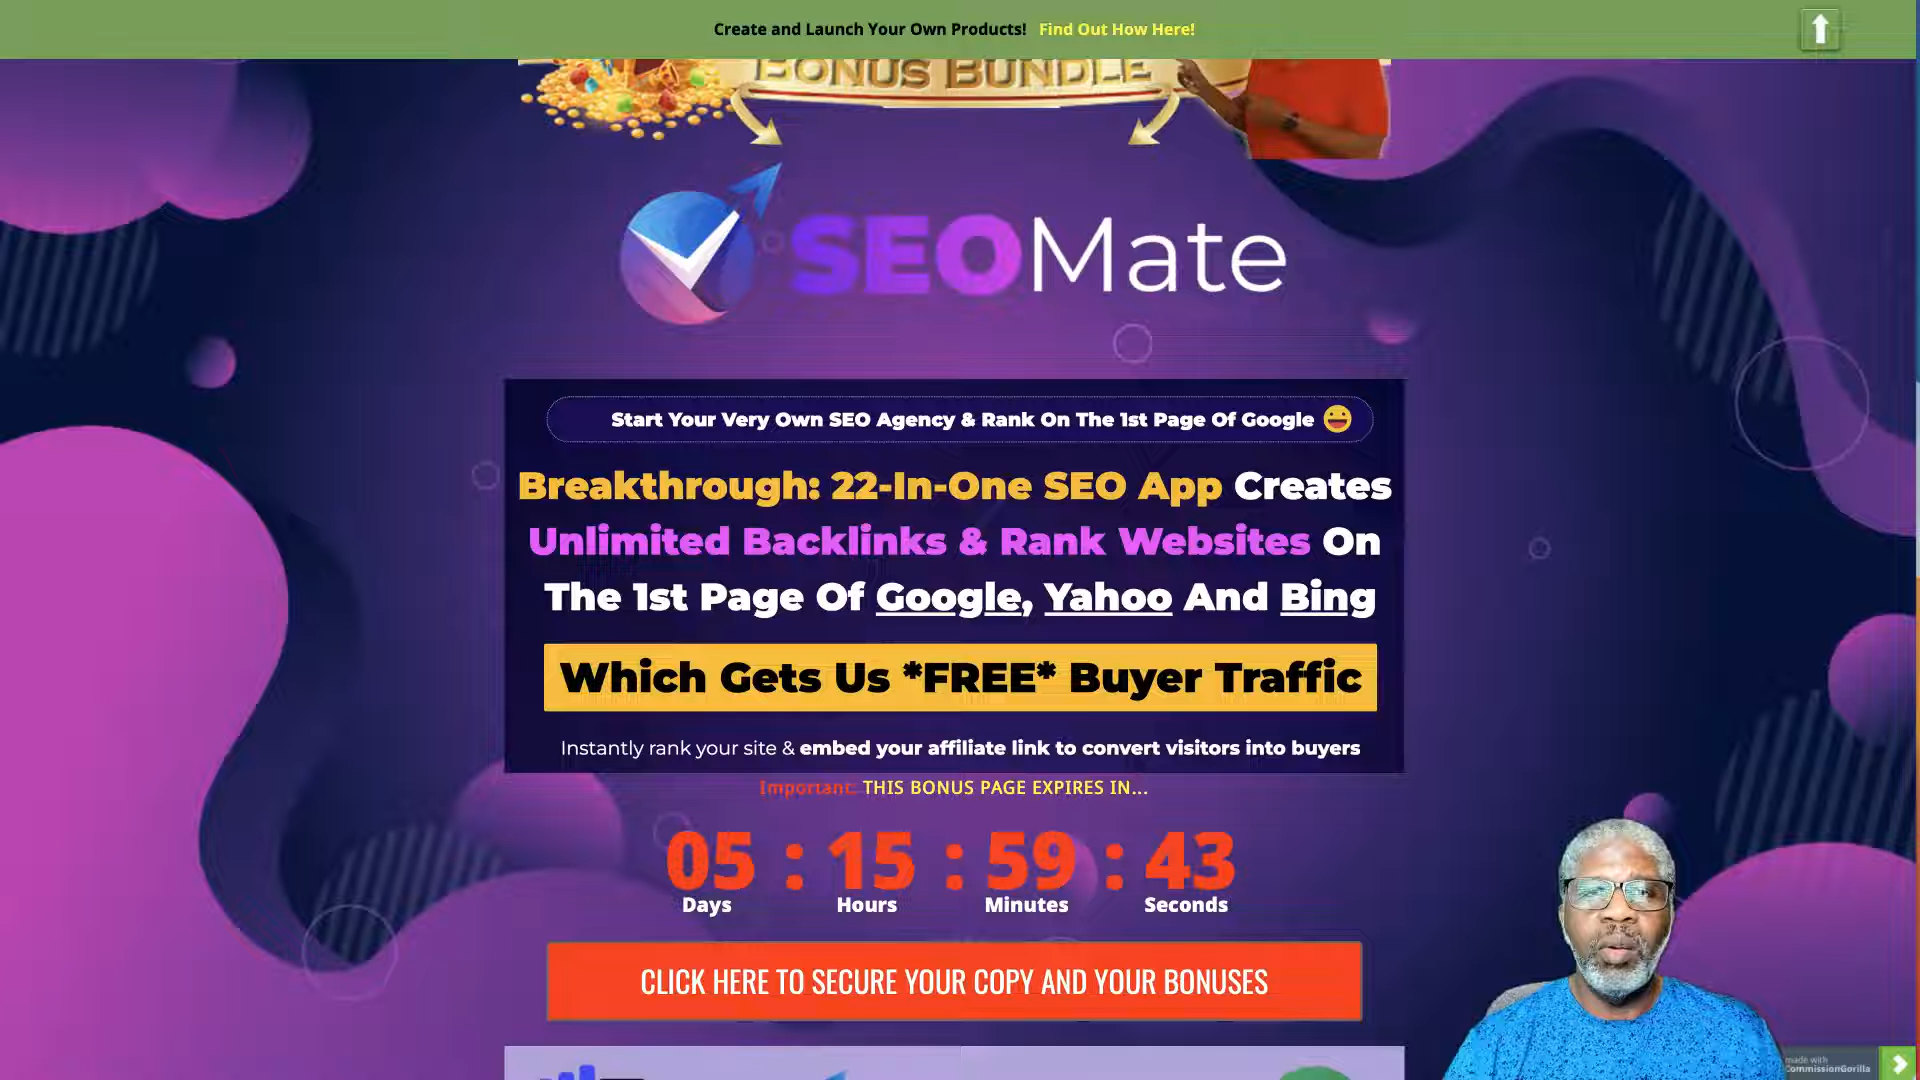 Create and Launch Your Own Products! Find Out How Here!
BONUS BUNDLE
SEOMate
Start Your Very Own SEO Agency & Rank On The 1st Page Of Google
Breakthrough: 22-In-One SEO App Creates
Unlimited Backlinks & Rank Websites On
The 1st Page Of Google, Yahoo And Bing
Which Gets Us *FREE* Buyer Traffic
Instantly rank your site & embed your affiliate link to convert visitors into buyers
Important: THIS BONUS PAGE EXPIRES IN...
05 : 15 : 59 : 43
Days Hours Minutes Seconds
CLICK HERE TO SECURE YOUR COPY AND YOUR BONUSES
made with
CommissionGorilla